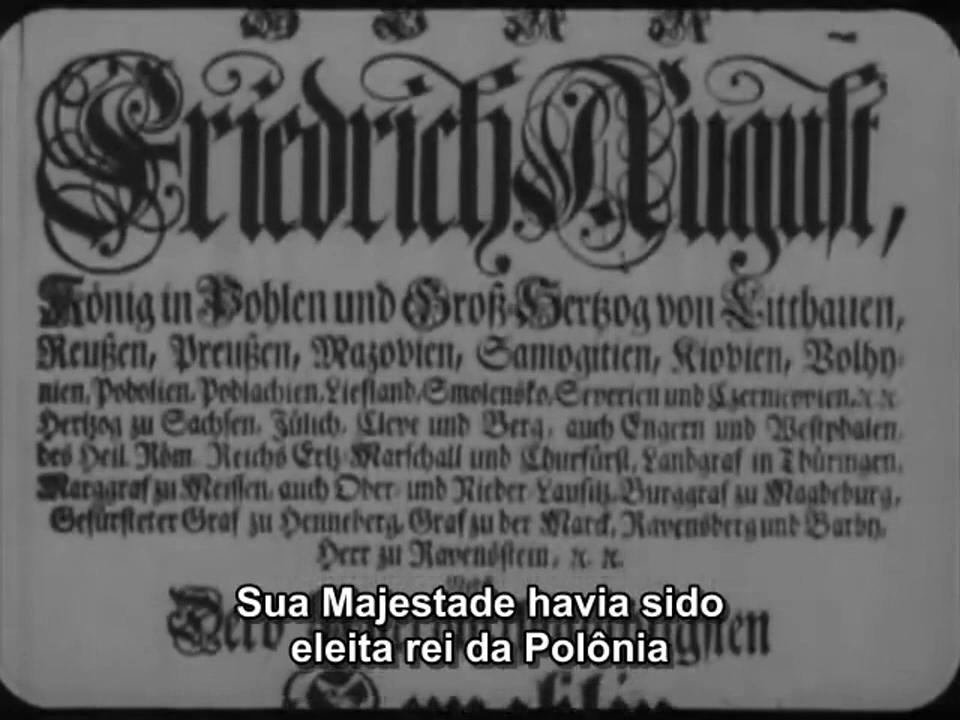 Friedrich August,
König in Pohlen und Groß-Hertzog von Litthauen,
Reußen, Preußen, Mazovien, Samogitien, Kiovien, Volhy-
nien, Podolien, Podlachien, Liefland, Smolensko, Severien und Czernicovien, ꝛc. ꝛc.
Hertzog zu Sachsen, Jülich, Cleve und Berg, auch Engern und Westphalen,
des Heil. Röm. Reichs Ertz-Marschall und Churfürst, Landgraf in Thüringen,
Marggraf zu Meissen, auch Ober- und Nieder-Lausitz, Burggraf zu Magdeburg,
Gefürsteter Graf zu Henneberg, Graf zu der Marck, Ravensberg und Barby,
Herr zu Ravenstein, ꝛc. ꝛc.
Sua Majestade havia sido
eleita rei da Polônia